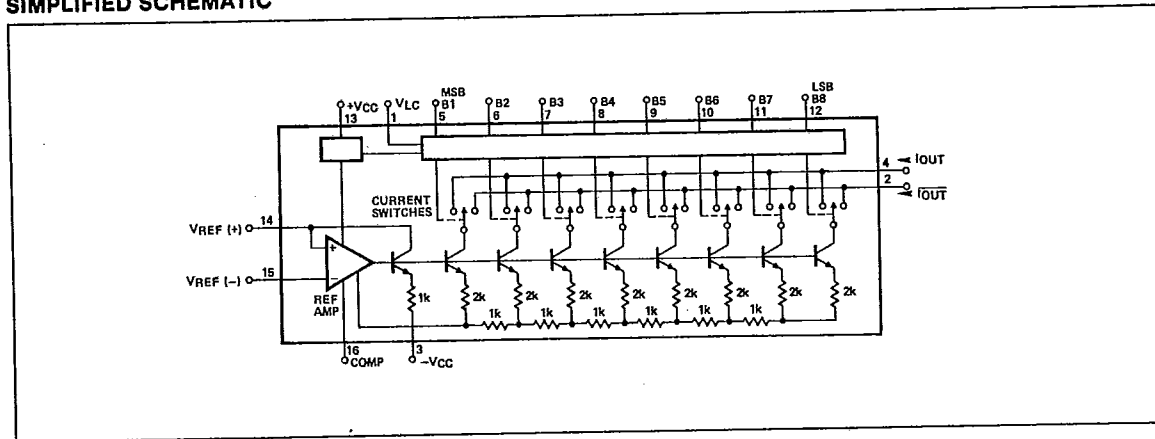 SIMPLIFIED SCHEMATIC
+VCC
13
VLC
1
MSB
B1
5
B2
6
B3
7
B4
8
B5
9
B6
10
B7
11
LSB
B8
12
4
IOUT
2
IOUT
CURRENT
SWITCHES
VREF (+)
14
VREF (–)
15
+
–
REF
AMP
1k
2k
2k
2k
2k
2k
2k
2k
2k
1k
1k
1k
1k
1k
1k
16
COMP
3
–VCC